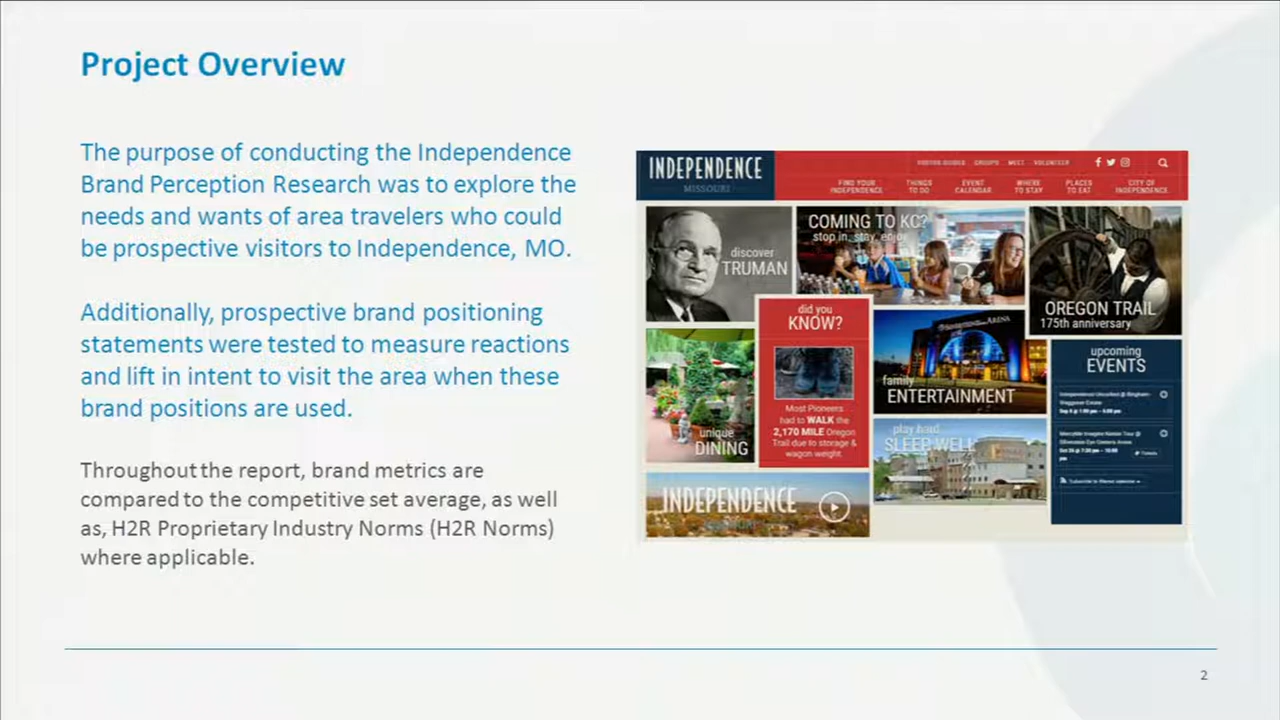 Project Overview
The purpose of conducting the Independence
Brand Perception Research was to explore the
needs and wants of area travelers who could
be prospective visitors to Independence, MO.
Additionally, prospective brand positioning
statements were tested to measure reactions
and lift in intent to visit the area when these
brand positions are used.
Throughout the report, brand metrics are
compared to the competitive set average, as well
as, H2R Proprietary Industry Norms (H2R Norms)
where applicable.
INDEPENDENCE
MISSOURI
VISITOR GUIDES GROUPS MEET VOLUNTEER
FIND YOUR
INDEPENDENCE
THINGS
TO DO
EVENT
CALENDAR
WHERE
TO STAY
PLACES
TO EAT
CITY OF
INDEPENDENCE
discover
TRUMAN
COMING TO KC?
stop in, stay, enjoy
OREGON TRAIL
175th anniversary
did you
KNOW?
Most Pioneers
had to WALK the
2,170 MILE Oregon
Trail due to storage &
wagon weight.
family
ENTERTAINMENT
upcoming
EVENTS
unique
DINING
play hard
SLEEP WELL
INDEPENDENCE
2